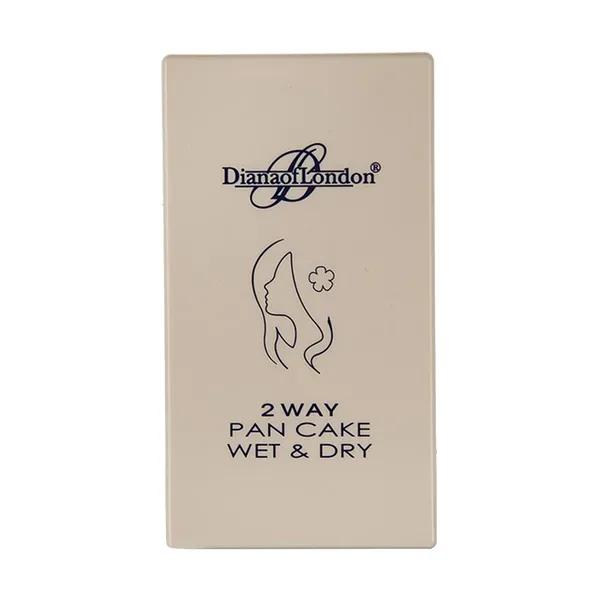 DianaofLondon®
2 WAY
PAN CAKE
WET & DRY